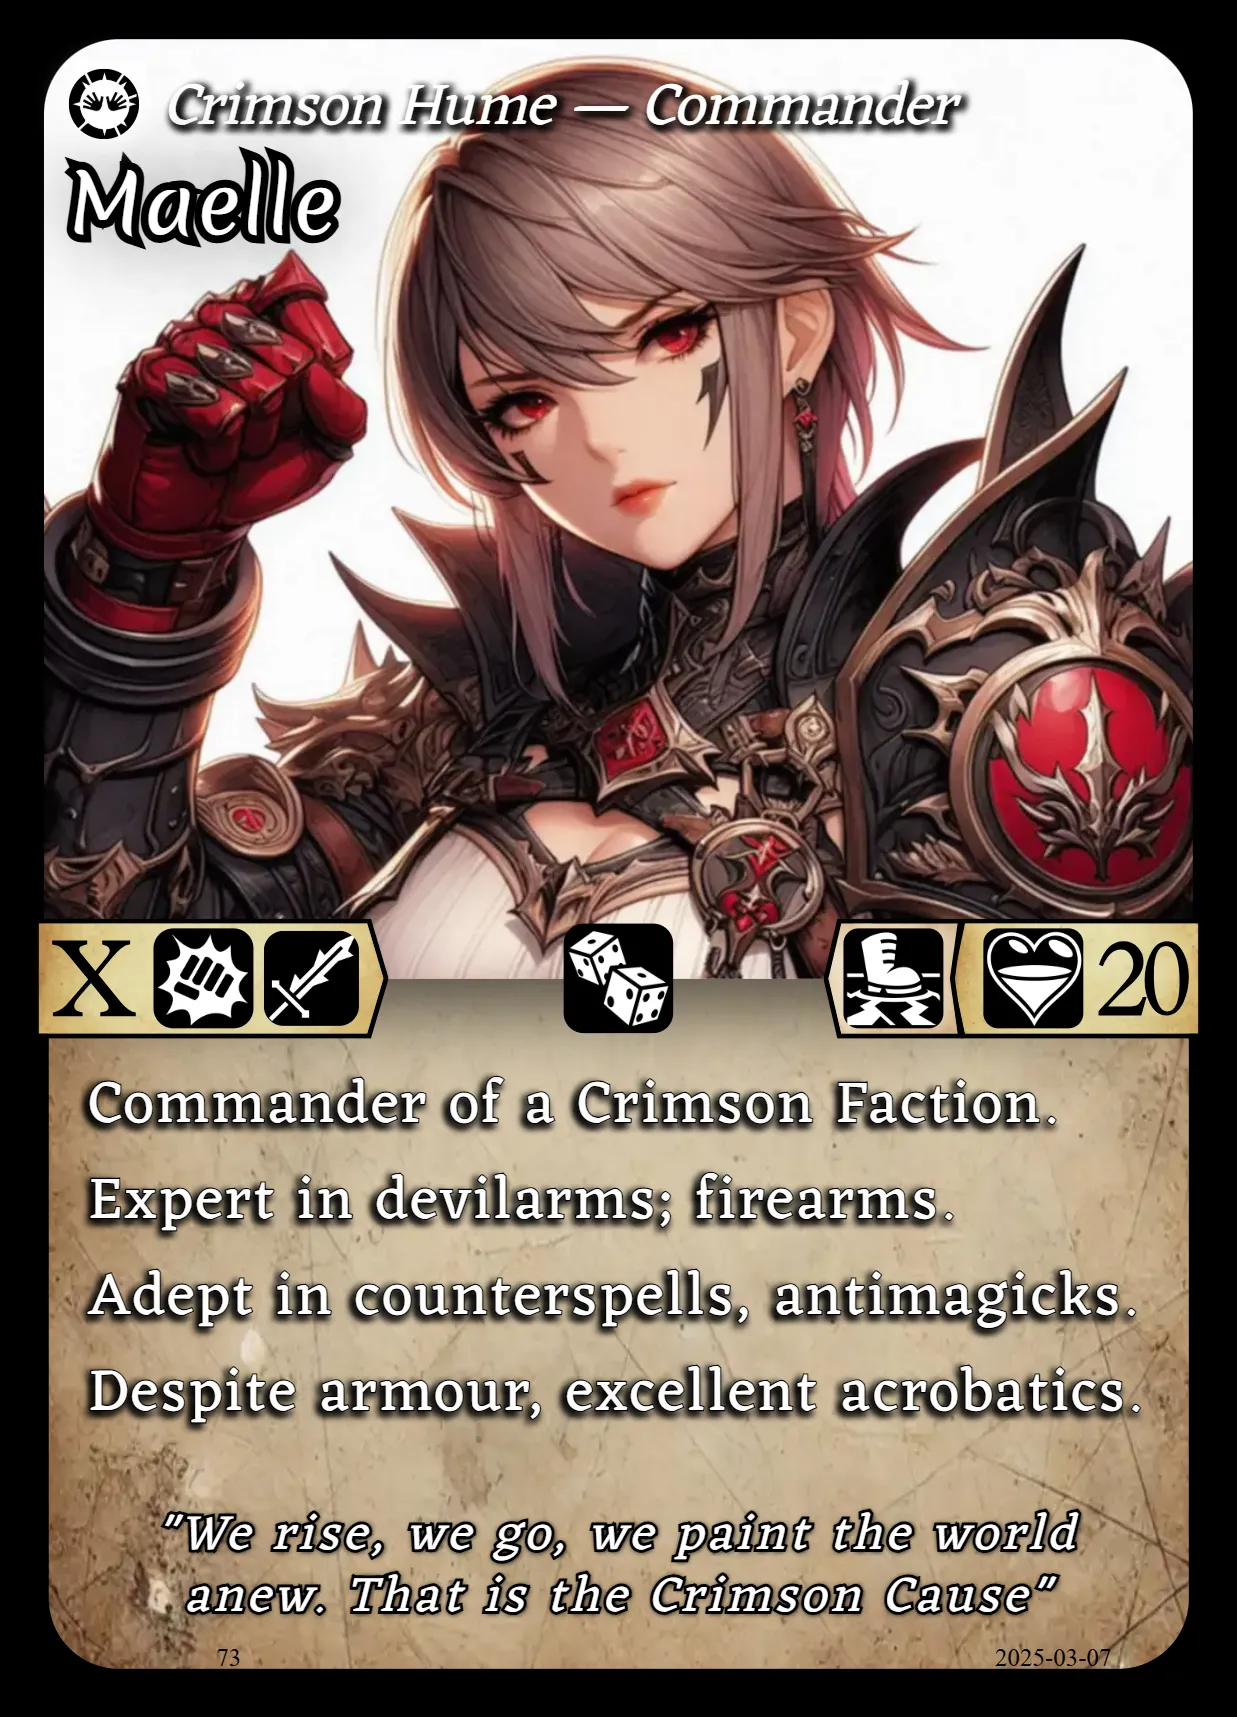 Crimson Hume — Commander
Maelle
X 20
Commander of a Crimson Faction.
Expert in devilarms; firearms.
Adept in counterspells, antimagicks.
Despite armour, excellent acrobatics.
"We rise, we go, we paint the world
anew. That is the Crimson Cause"
73 2025-03-07